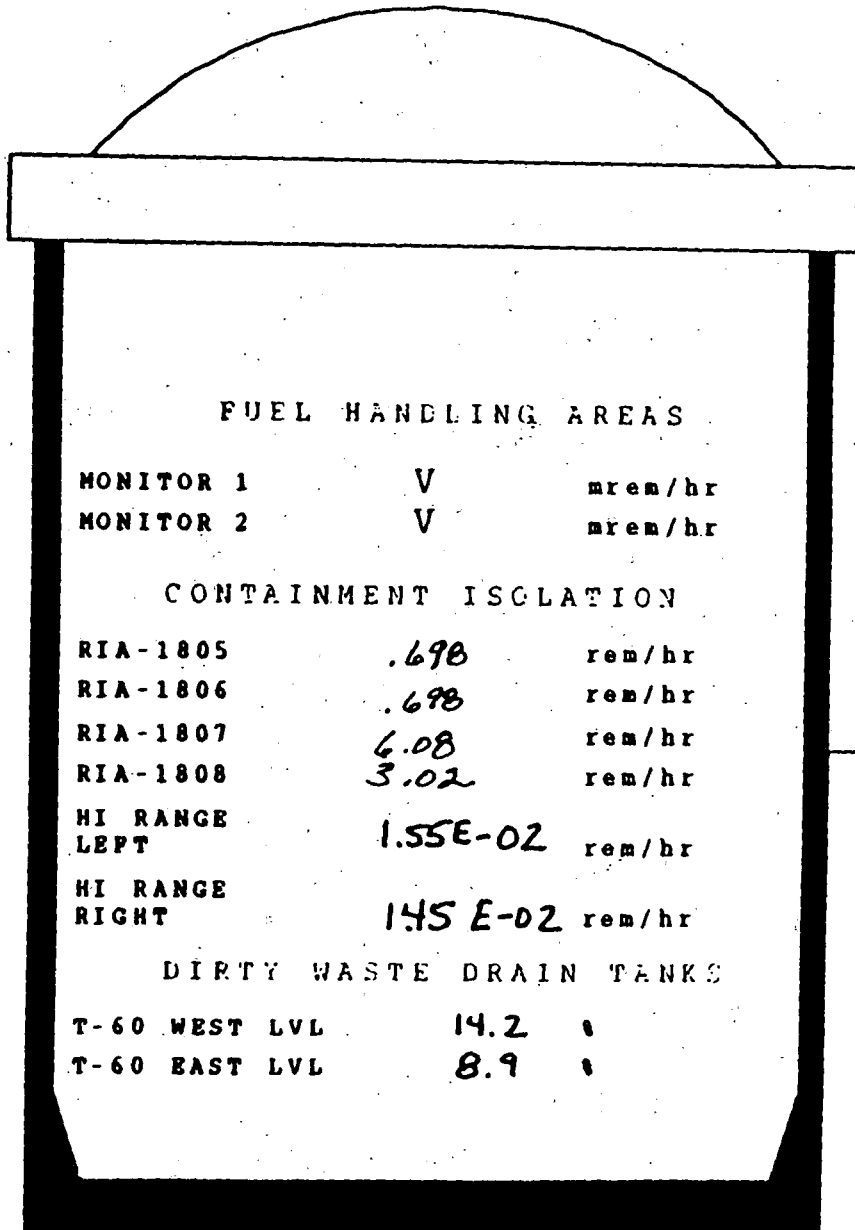 FUEL HANDLING AREAS
MONITOR 1 V mrem/hr
MONITOR 2 V mrem/hr
CONTAINMENT ISOLATION
RIA-1805 .698 rem/hr
RIA-1806 .698 rem/hr
RIA-1807 6.08 rem/hr
RIA-1808 3.02 rem/hr
HI RANGE
LEFT 1.55E-02 rem/hr
HI RANGE
RIGHT 1.45 E-02 rem/hr
DIRTY WASTE DRAIN TANKS
T-60 WEST LVL 14.2 %
T-60 EAST LVL 8.9 %